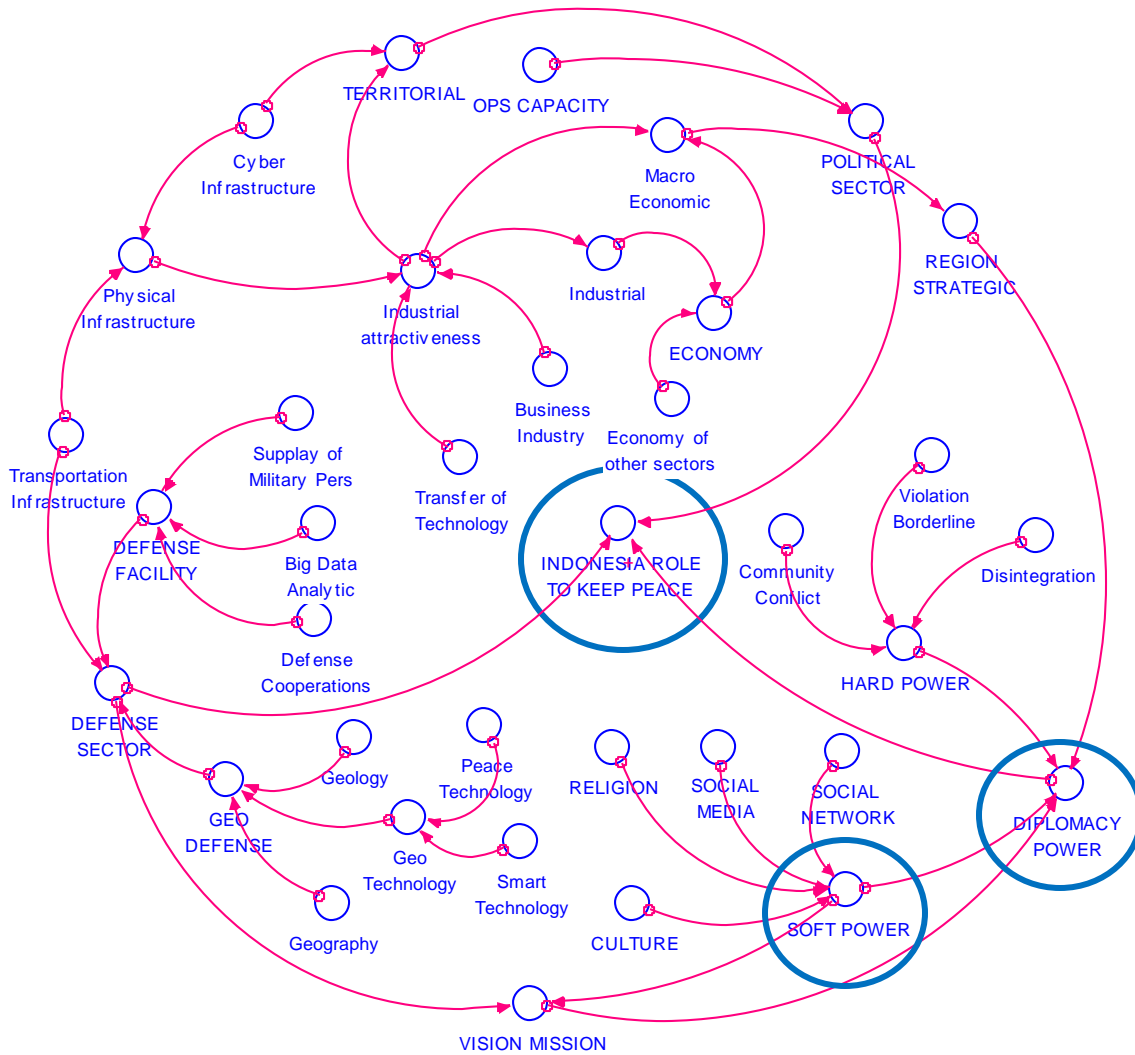 TERRITORIAL
OPS CAPACITY
Cyber
Infrastructure
POLITICAL
SECTOR
Macro
Economic
REGION
STRATEGIC
Physical
Infrastructure
Industrial
attractiveness
Industrial
ECONOMY
Business
Industry
Economy of
other sectors
Supplay of
Military Pers
Transportation
Infrastructure
Transfer of
Technology
Violation
Borderline
DEFENSE
FACILITY
Big Data
Analytic
INDONESIA ROLE
TO KEEP PEACE
Community
Conflict
Disintegration
Defense
Cooperations
HARD POWER
DEFENSE
SECTOR
Geology
Peace
Technology
RELIGION
SOCIAL
MEDIA
SOCIAL
NETWORK
GEO
DEFENSE
DIPLOMACY
POWER
Geo
Technology
Smart
Technology
Geography
CULTURE
SOFT POWER
VISION MISSION